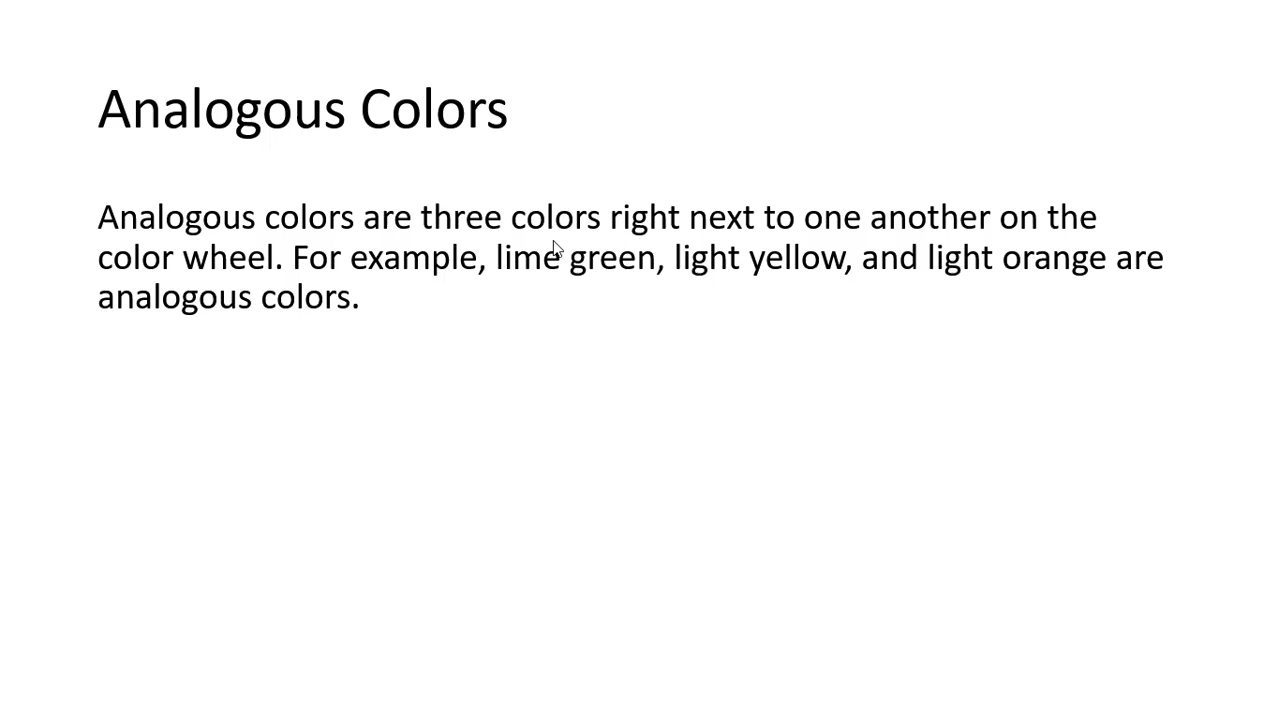 Analogous Colors
Analogous colors are three colors right next to one another on the
color wheel. For example, lime green, light yellow, and light orange are
analogous colors.